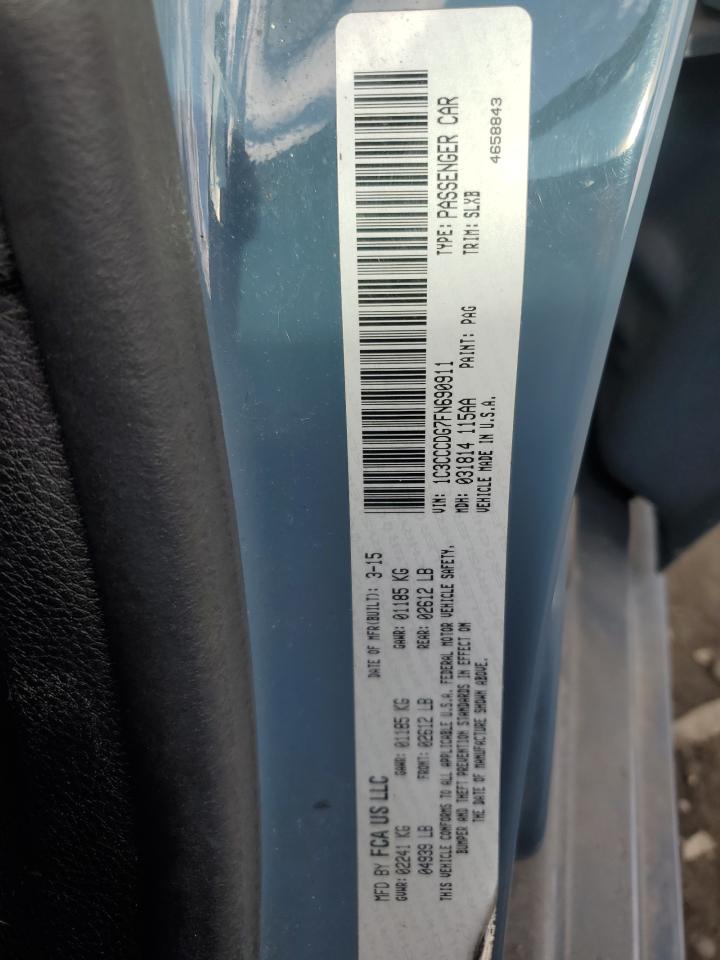 MFD BY FCA US LLC
DATE OF MFR(BUILT): 3-15
GVWR: 02241 KG
GAWR: 01185 KG
GAWR: 01185 KG
04939 LB
FRONT: 02612 LB
REAR: 02612 LB
THIS VEHICLE CONFORMS TO ALL APPLICABLE U.S.A. FEDERAL MOTOR VEHICLE SAFETY,
BUMPER AND THEFT PREVENTION STANDARDS IN EFFECT ON
THE DATE OF MANUFACTURE SHOWN ABOVE.
VIN: 1C3CCCDG7FN690911
TYPE: PASSENGER CAR
MDH: 031814 115AA
PAINT: PAG
TRIM: SLXB
VEHICLE MADE IN U.S.A.
4658843